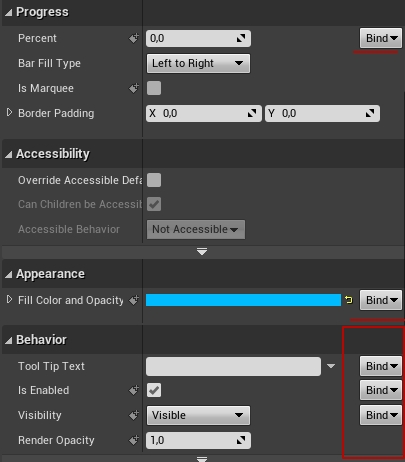 Progress
Percent 0,0 Bind
Bar Fill Type Left to Right
Is Marquee
Border Padding X 0,0 Y 0,0
Accessibility
Override Accessible Defa
Can Children be Accessib
Accessible Behavior Not Accessible
Appearance
Fill Color and Opacity Bind
Behavior
Tool Tip Text Bind
Is Enabled Bind
Visibility Visible Bind
Render Opacity 1,0